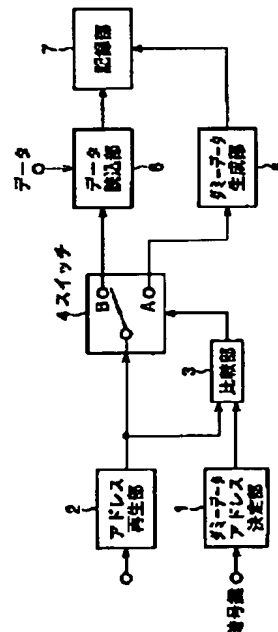 データ
7
記録部
データ
読込部
6
4スイッチ
B
A
ダミーデータ
生成部
5
3
比較部
2
アドレス
再生部
1
ダミーデータ
アドレス
決定部
暗号鍵